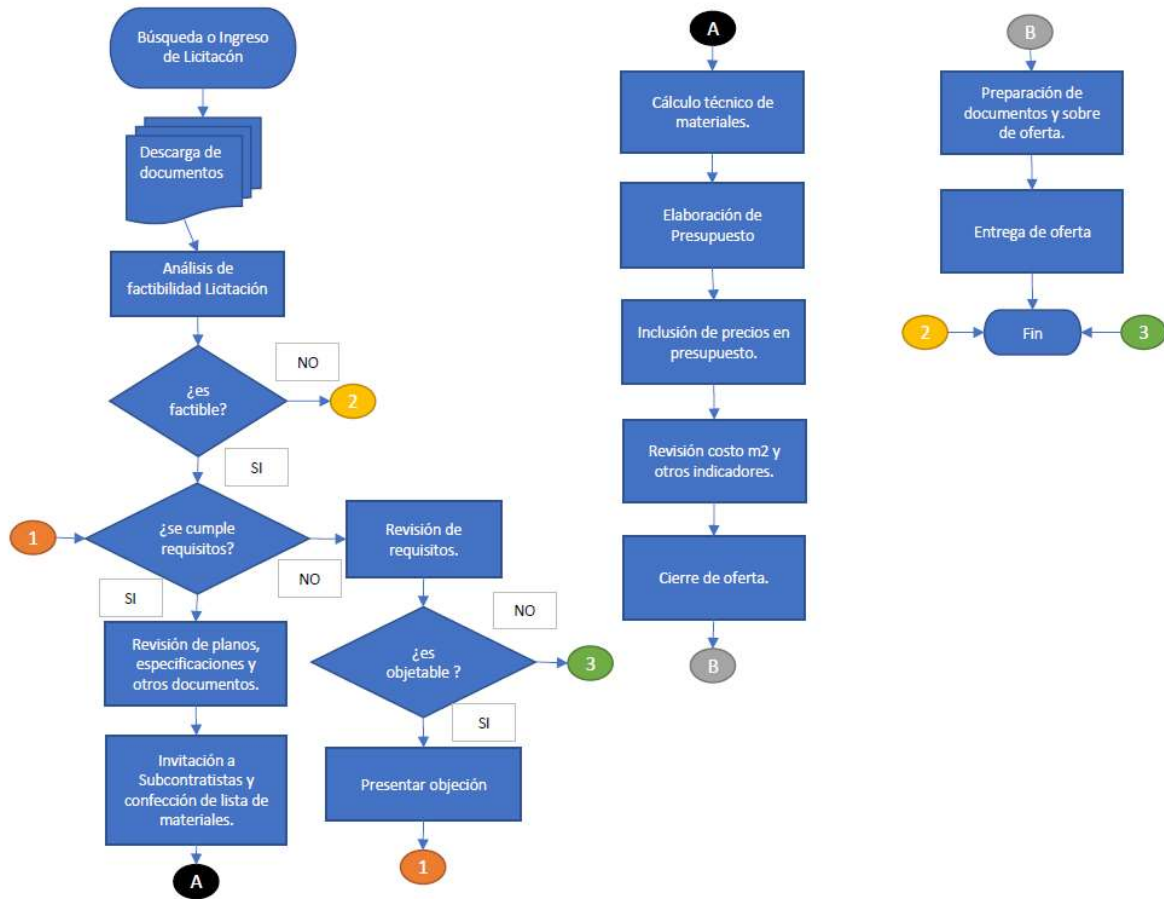 Búsqueda o Ingreso
de Licitacón
Descarga de
documentos
Análisis de
factibilidad Licitación
¿es
factible?
NO
2
SI
1
¿se cumple
requisitos?
NO
SI
Revisión de
requisitos.
Revisión de planos,
especificaciones y
otros documentos.
¿es
objetable ?
NO
3
SI
Invitación a
Subcontratistas y
confección de lista de
materiales.
A
Presentar objeción
1
A
Cálculo técnico de
materiales.
Elaboración de
Presupuesto
Inclusión de precios en
presupuesto.
Revisión costo m2 y
otros indicadores.
Cierre de oferta.
B
B
Preparación de
documentos y sobre
de oferta.
Entrega de oferta
2
Fin
3